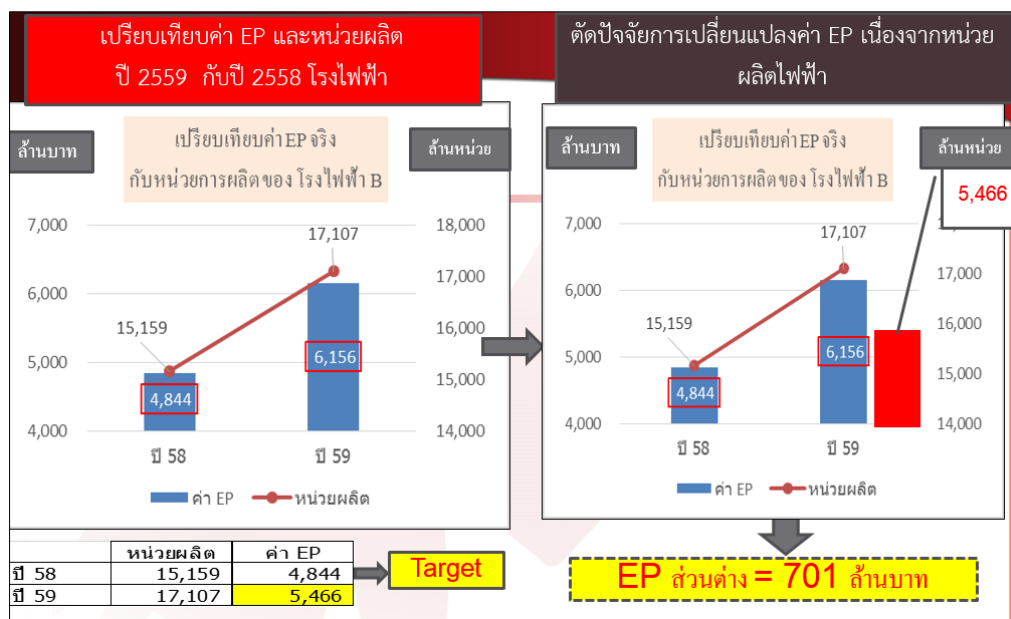 เปรียบเทียบค่า EP และหน่วยผลิต
ปี 2559 กับปี 2558 โรงไฟฟ้า
ล้านบาท
เปรียบเทียบค่า EP จริง
กับหน่วยการผลิตของ โรงไฟฟ้า B
ล้านหน่วย
7,000
6,000
5,000
4,000
18,000
17,000
16,000
15,000
14,000
15,159
17,107
4,844
6,156
ปี 58
ปี 59
ค่า EP
หน่วยผลิต
หน่วยผลิต ค่า EP
ปี 58 15,159 4,844
ปี 59 17,107 5,466
Target
ตัดปัจจัยการเปลี่ยนแปลงค่า EP เนื่องจากหน่วย
ผลิตไฟฟ้า
ล้านบาท
เปรียบเทียบค่า EP จริง
กับหน่วยการผลิตของ โรงไฟฟ้า B
ล้านหน่วย
5,466
7,000
6,000
5,000
4,000
17,000
16,000
15,000
14,000
15,159
17,107
4,844
6,156
ปี 58
ปี 59
ค่า EP
หน่วยผลิต
EP ส่วนต่าง = 701 ล้านบาท